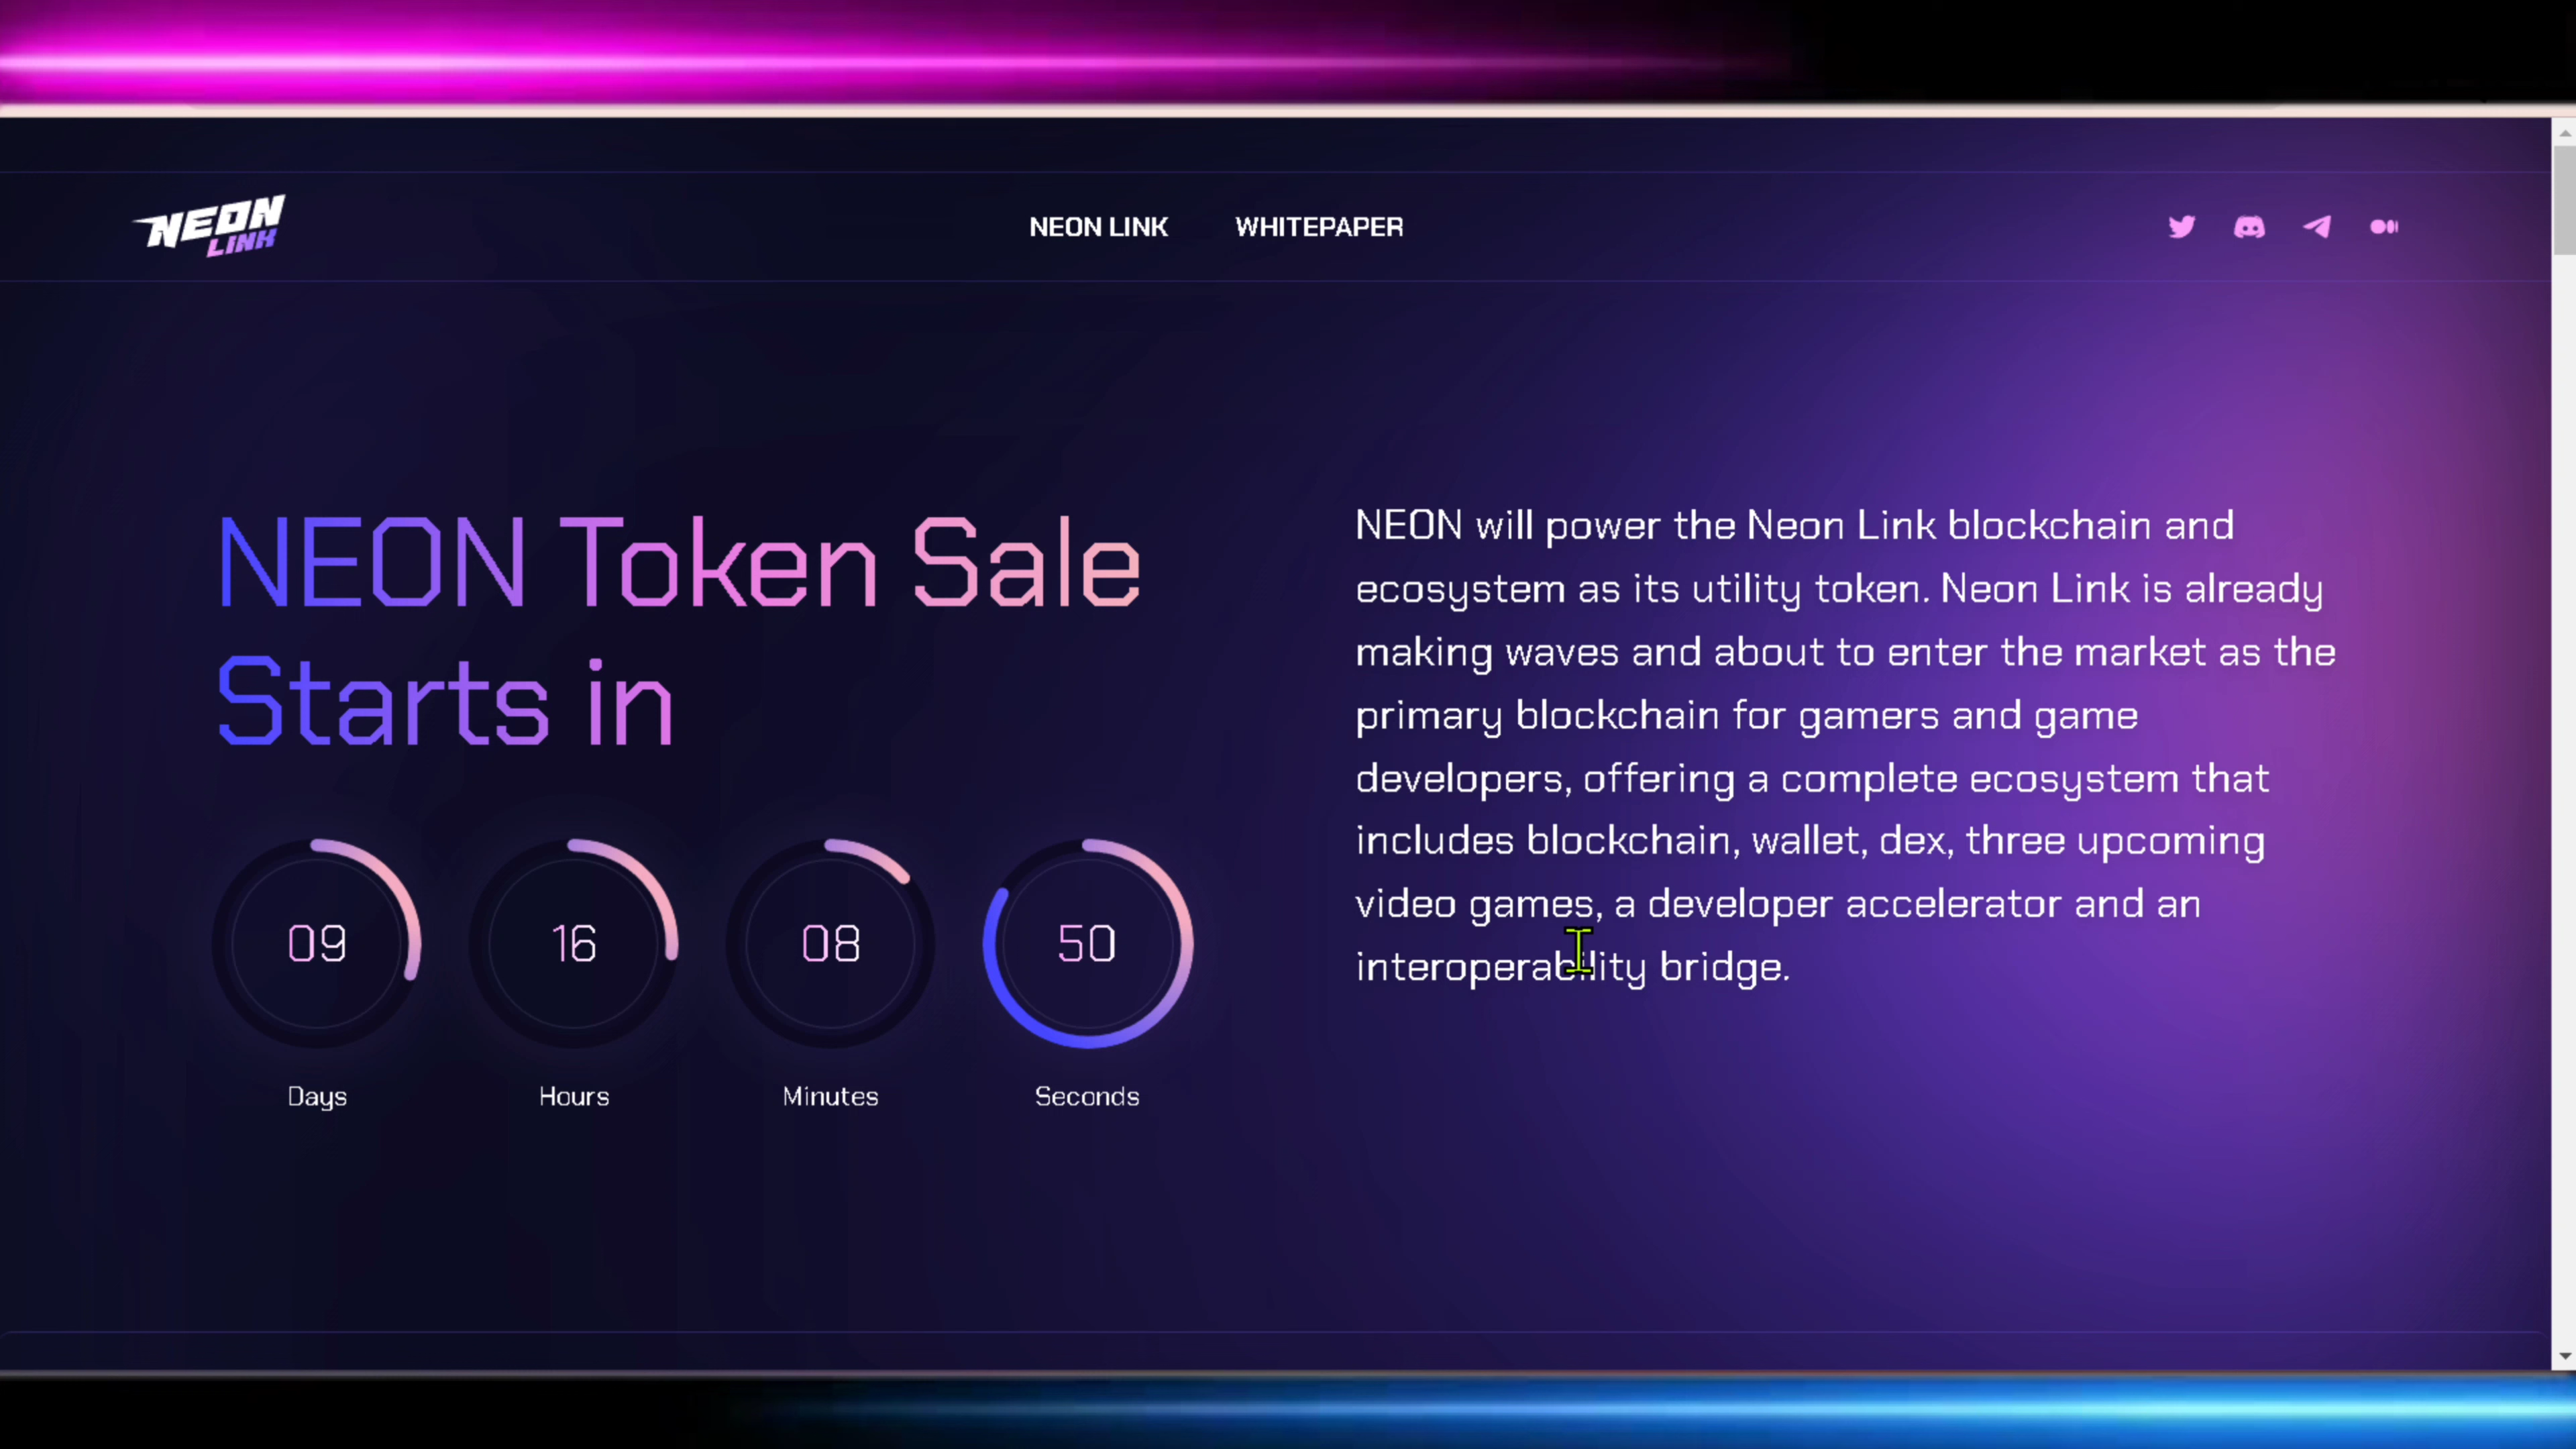 NEON
LINK
NEON LINK
WHITEPAPER
NEON Token Sale
Starts in
09
16
08
50
Days
Hours
Minutes
Seconds
NEON will power the Neon Link blockchain and
ecosystem as its utility token. Neon Link is already
making waves and about to enter the market as the
primary blockchain for gamers and game
developers, offering a complete ecosystem that
includes blockchain, wallet, dex, three upcoming
video games, a developer accelerator and an
interoperability bridge.